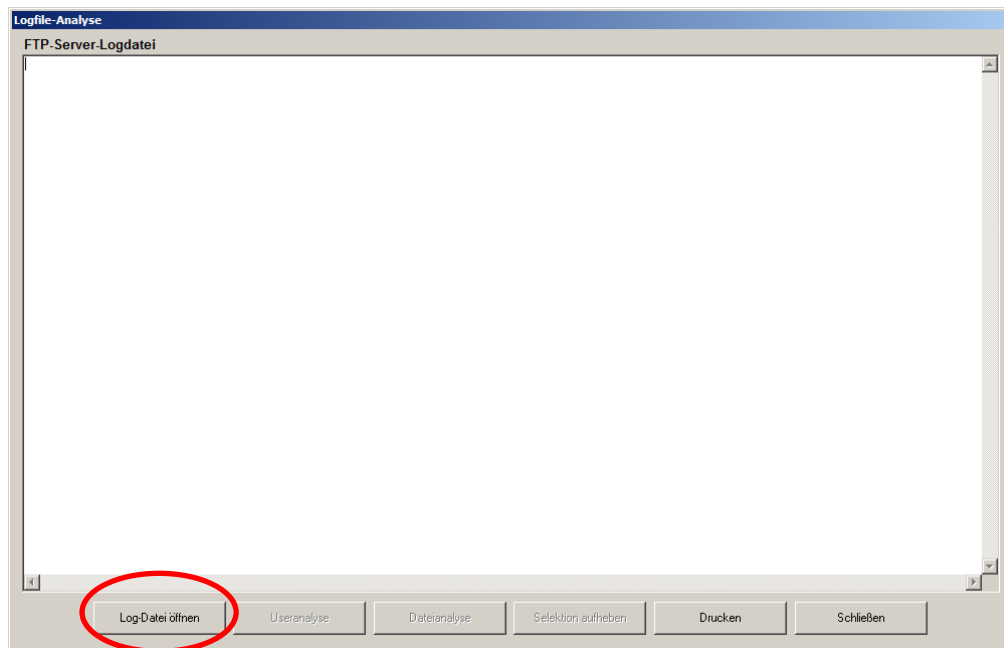 Logfile-Analyse
FTP-Server-Logdatei
Log-Datei öffnen Useranalyse Dateianalyse Selektion aufheben Drucken Schließen